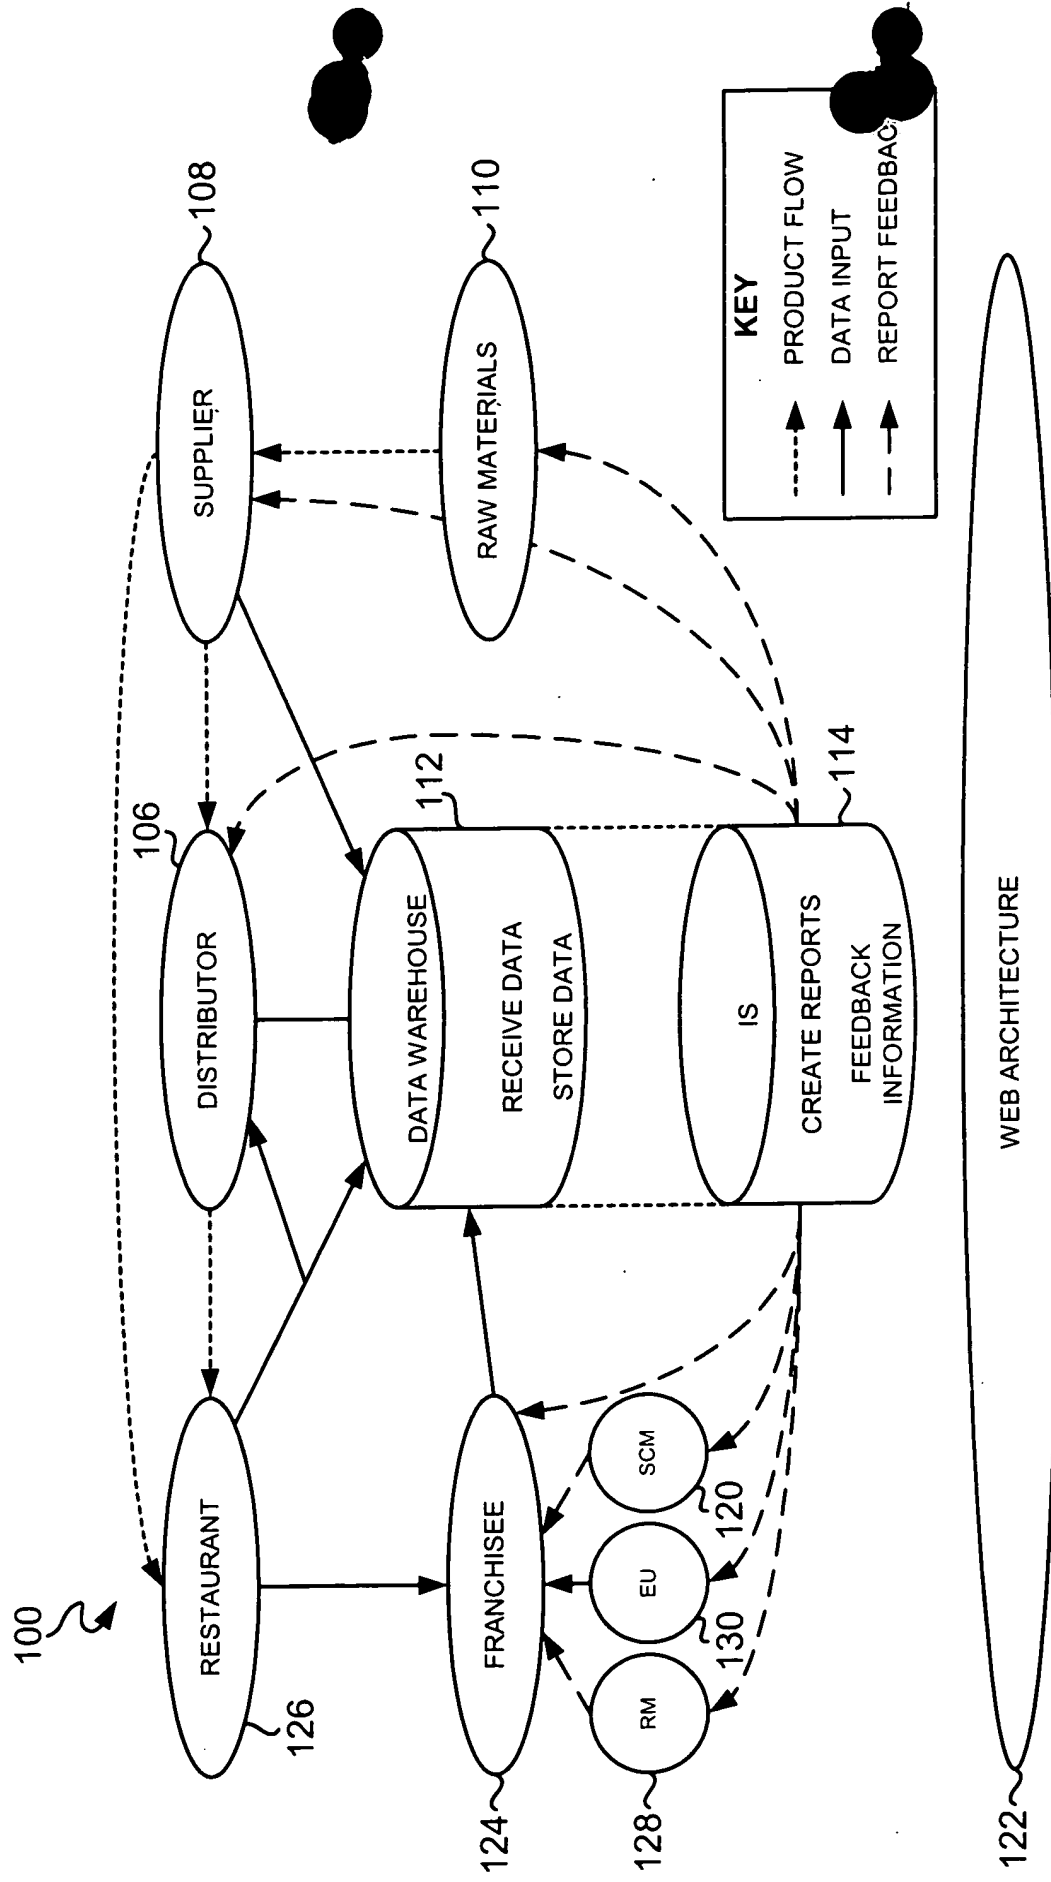 100
RESTAURANT
126
106
DISTRIBUTOR
SUPPLIER
108
124
FRANCHISEE
DATA WAREHOUSE
112
RECEIVE DATA
STORE DATA
RAW MATERIALS
110
128
RM
130
EU
120
SCM
IS
114
CREATE REPORTS
FEEDBACK
INFORMATION
KEY
PRODUCT FLOW
DATA INPUT
REPORT FEEDBAC
122
WEB ARCHITECTURE